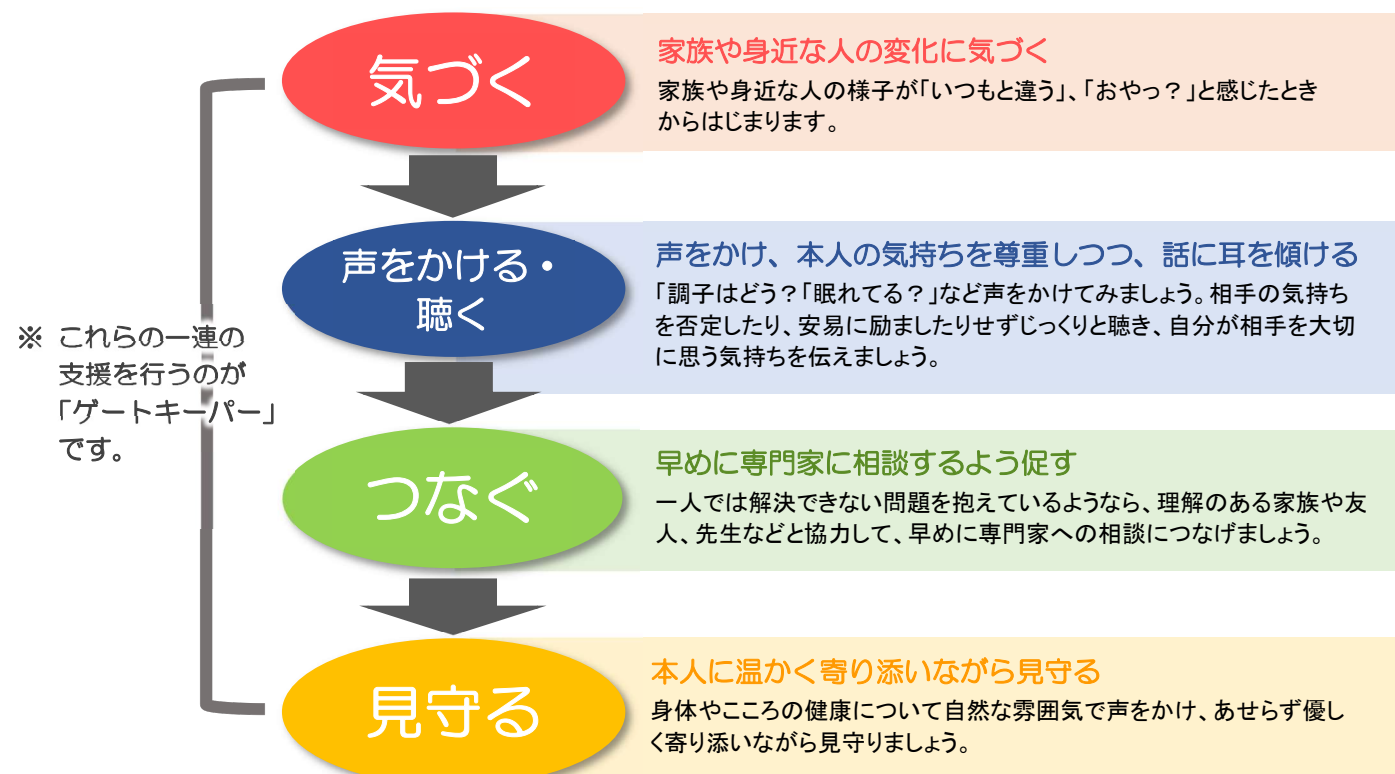 気づく
家族や身近な人の変化に気づく
家族や身近な人の様子が「いつもと違う」、「おやっ？」と感じたとき
からはじまります。
声をかける・
聴く
声をかけ、本人の気持ちを尊重しつつ、話に耳を傾ける
「調子はどう？「眠れてる？」など声をかけてみましょう。相手の気持ち
を否定したり、安易に励ましたりせずじっくりと聴き、自分が相手を大切
に思う気持ちを伝えましょう。
※ これらの一連の
支援を行うのが
「ゲートキーパー」
です。
つなぐ
早めに専門家に相談するよう促す
一人では解決できない問題を抱えているようなら、理解のある家族や友
人、先生などと協力して、早めに専門家への相談につなげましょう。
見守る
本人に温かく寄り添いながら見守る
身体やこころの健康について自然な雰囲気で声をかけ、あせらず優し
く寄り添いながら見守りましょう。